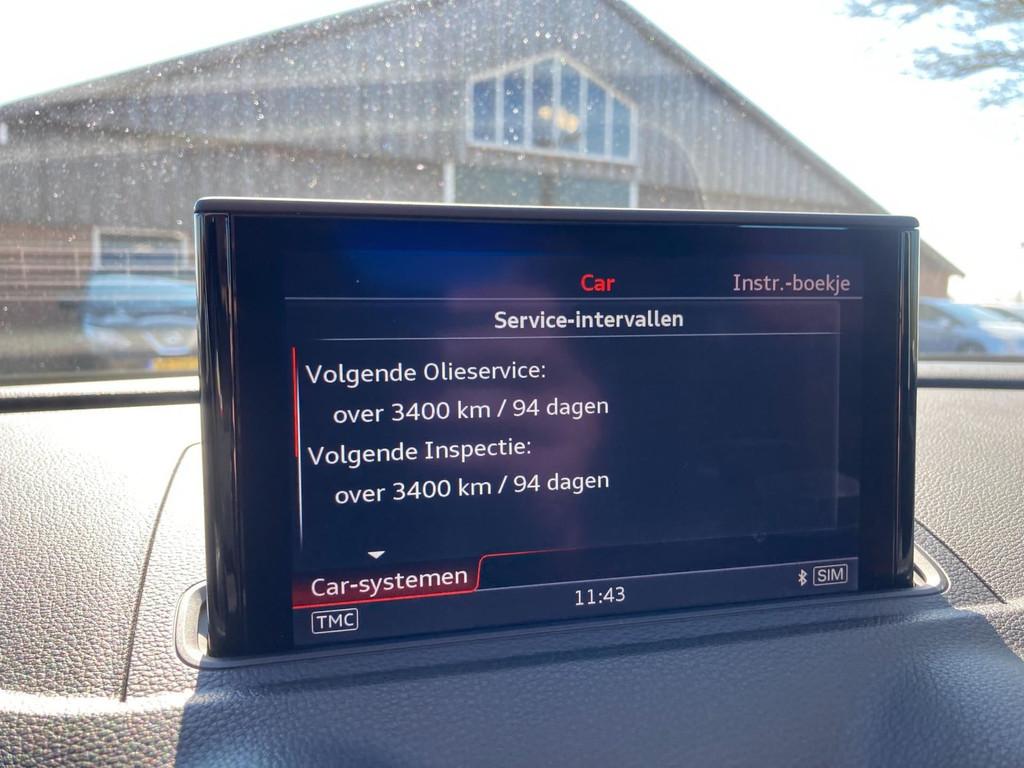 Car Instr.-boekje
Service-intervallen
Volgende Olieservice:
over 3400 km / 94 dagen
Volgende Inspectie:
over 3400 km / 94 dagen
Car-systemen
11:43 SIM
TMC